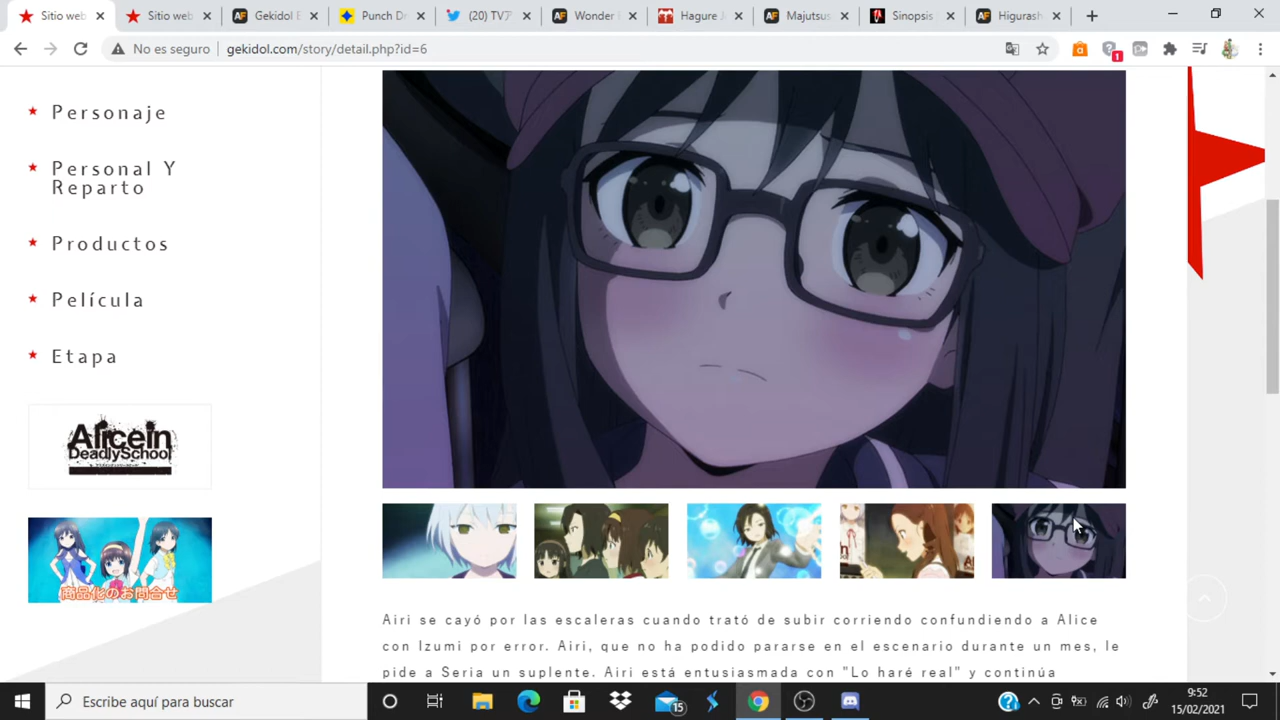 Sitio web
Sitio web
Gekidol E
Punch
(20) TV
Wonder
Hagure
Majutsu
Sinopsis
Higurash
No es seguro
gekidol.com/story/detail.php?id=6
1
Personaje
Personal Y
Reparto
Productos
Película
Etapa
Alicein
DeadlySchool
商品化のお問合せ
Airi se cayó por las escaleras cuando trató de subir corriendo confundiendo a Alice
con Izumi por error. Airi, que no ha podido pararse en el escenario durante un mes, le
pide a Seria un suplente. Airi está entusiasmada con "Lo haré real" y continúa
Escribe aquí para buscar
15
9:52
15/02/2021